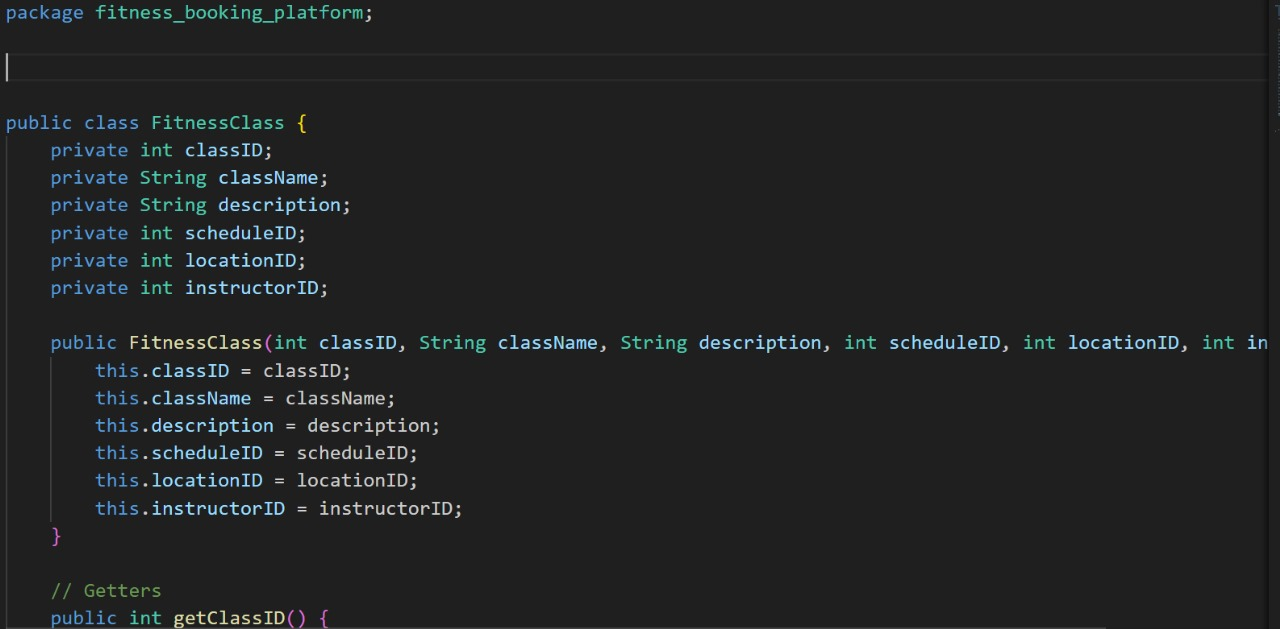 package fitness_booking_platform;
public class FitnessClass {
private int classID;
private String className;
private String description;
private int scheduleID;
private int locationID;
private int instructorID;
public FitnessClass(int classID, String className, String description, int scheduleID, int locationID, int in
this.classID = classID;
this.className = className;
this.description = description;
this.scheduleID = scheduleID;
this.locationID = locationID;
this.instructorID = instructorID;
}
// Getters
public int getClassID() {